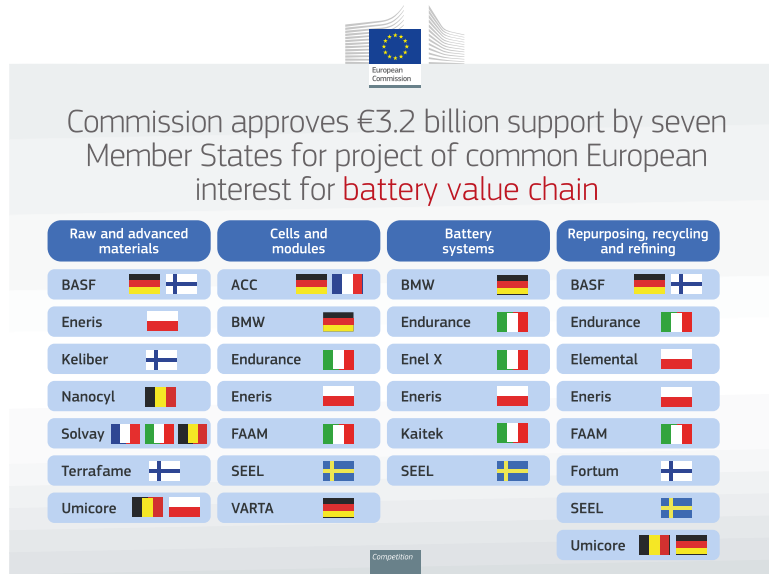 European
Commission
Commission approves €3.2 billion support by seven
Member States for project of common European
interest for battery value chain
Raw and advanced
materials
BASF
Eneris
Keliber
Nanocyl
Solvay
Terrafame
Umicore
Cells and
modules
ACC
BMW
Endurance
Eneris
FAAM
SEEL
VARTA
Battery
systems
BMW
Endurance
Enel X
Eneris
Kaitek
SEEL
Repurposing, recycling
and refining
BASF
Endurance
Elemental
Eneris
FAAM
Fortum
SEEL
Umicore
Competition